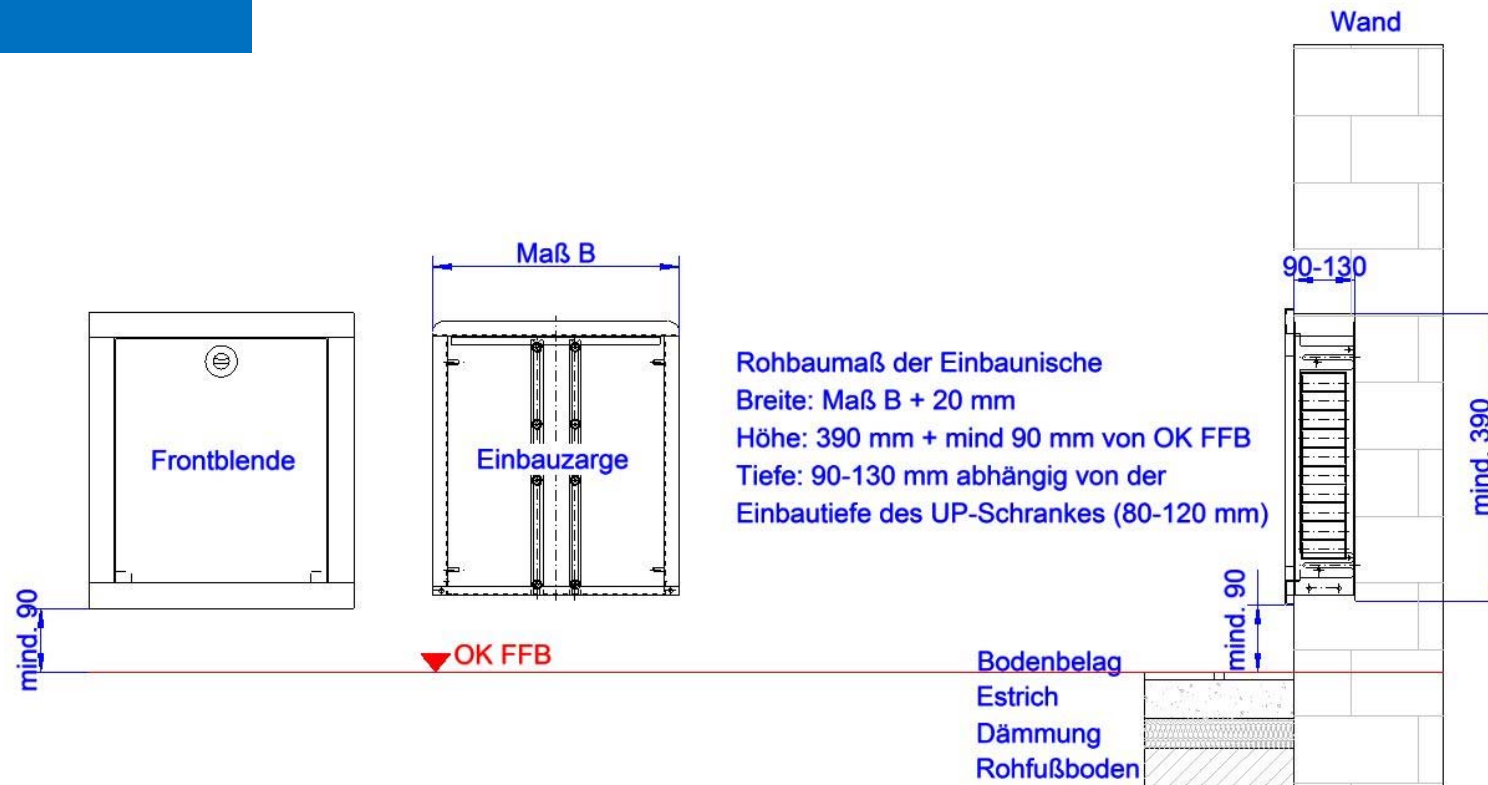 Wand
Maß B
90-130
Rohbaumaß der Einbaunische
Breite: Maß B + 20 mm
Höhe: 390 mm + mind 90 mm von OK FFB
Tiefe: 90-130 mm abhängig von der
Einbautiefe des UP-Schrankes (80-120 mm)
Frontblende
Einbauzarge
mind. 390
mind. 90
mind. 90
OK FFB
Bodenbelag
Estrich
Dämmung
Rohfußboden